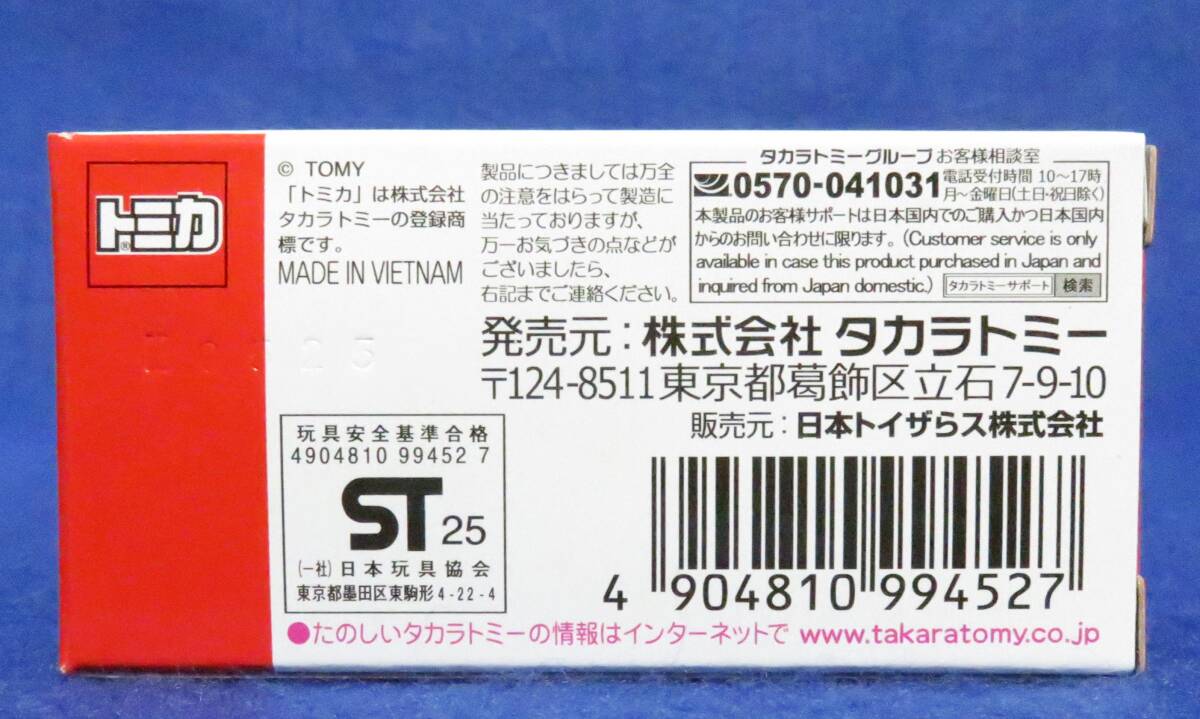 トミカ
®
© TOMY
「トミカ」は株式会社
タカラトミーの登録商
標です。
MADE IN VIETNAM
製品につきましては万全
の注意をはらって製造に
当たっておりますが、
万一お気づきの点などが
ございましたら、
右記までご連絡ください。
タカラトミーグループ お客様相談室
0570-041031
電話受付時間 10～17時
月～金曜日(土日・祝日除く)
本製品のお客様サポートは日本国内でのご購入かつ日本国内
からのお問い合わせに限ります。(Customer service is only
available in case this product purchased in Japan and
inquired from Japan domestic.) タカラトミーサポート 検索
発売元：株式会社 タカラトミー
〒124-8511東京都葛飾区立石7-9-10
販売元：日本トイザらス株式会社
玩具安全基準合格
4904810 99452 7
ST 25
(一社)日本玩具協会
東京都墨田区東駒形4-22-4
4 904810 994527
●たのしいタカラトミーの情報はインターネットで www.takaratomy.co.jp